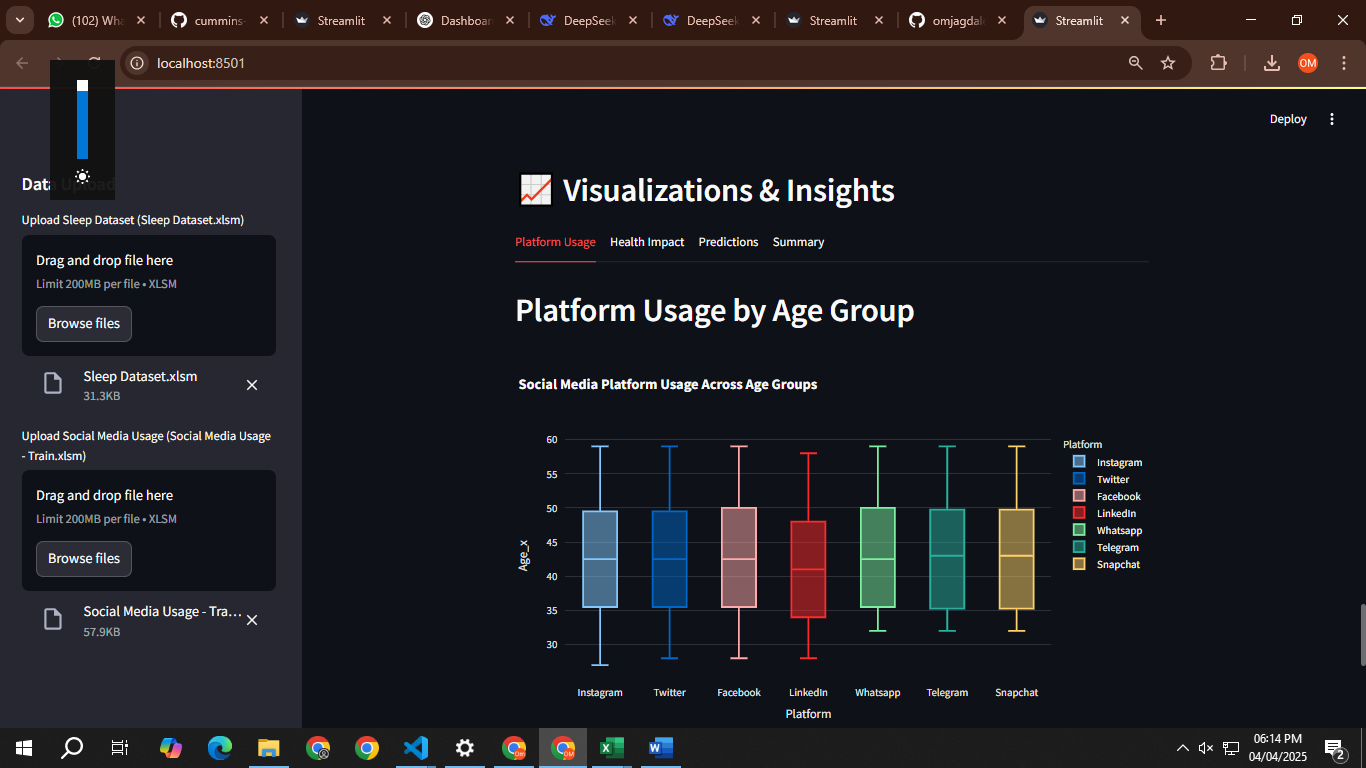 (102) Wha
cummins-
Streamlit
Dashboar
DeepSeek
DeepSeek
Streamlit
omjagdale
Streamlit
localhost:8501
OM
Deploy
Data Upload
Upload Sleep Dataset (Sleep Dataset.xlsm)
Drag and drop file here
Limit 200MB per file • XLSM
Browse files
Sleep Dataset.xlsm
31.3KB
Upload Social Media Usage (Social Media Usage
- Train.xlsm)
Drag and drop file here
Limit 200MB per file • XLSM
Browse files
Social Media Usage - Tra...
57.9KB
📈 Visualizations & Insights
Platform Usage Health Impact Predictions Summary
Platform Usage by Age Group
Social Media Platform Usage Across Age Groups
60
55
50
45
40
35
30
Age_x
Instagram Twitter Facebook LinkedIn Whatsapp Telegram Snapchat
Platform
Platform
Instagram
Twitter
Facebook
LinkedIn
Whatsapp
Telegram
Snapchat
06:14 PM
04/04/2025
2